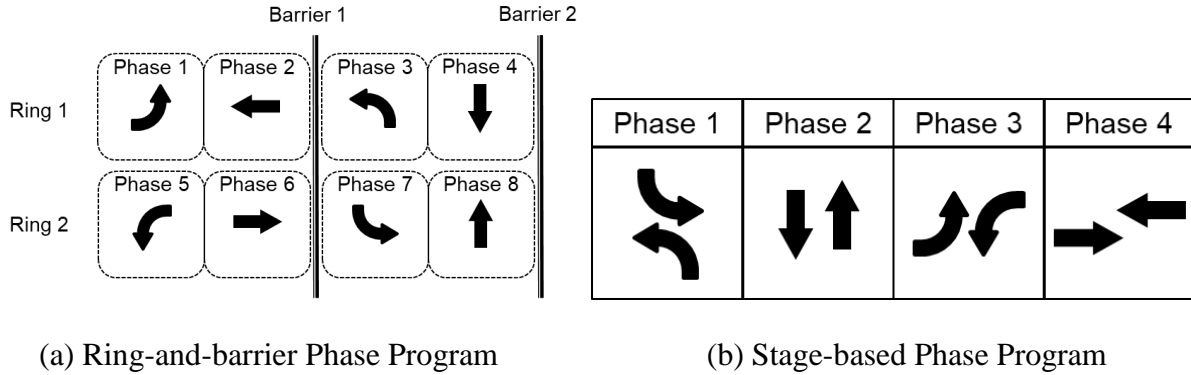 Barrier 1 Barrier 2
Phase 1 Phase 2 Phase 3 Phase 4
Ring 1
Phase 5 Phase 6 Phase 7 Phase 8
Ring 2
(a) Ring-and-barrier Phase Program
Phase 1 Phase 2 Phase 3 Phase 4
(b) Stage-based Phase Program